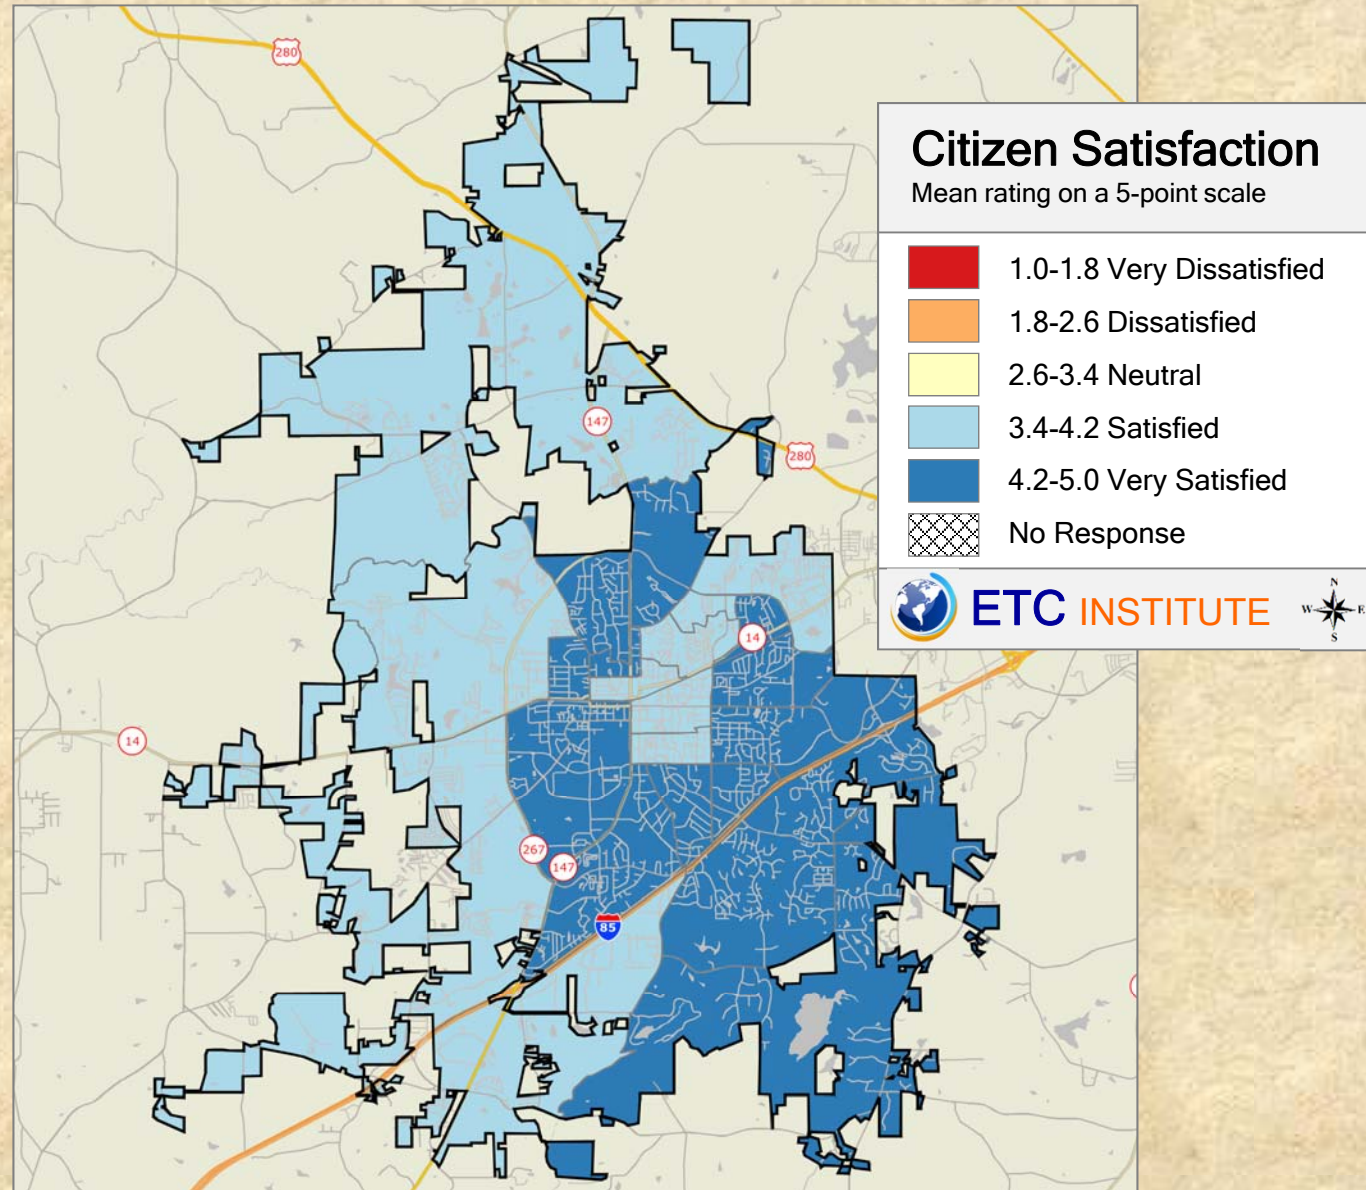 280
Citizen Satisfaction
Mean rating on a 5-point scale
1.0-1.8 Very Dissatisfied
1.8-2.6 Dissatisfied
2.6-3.4 Neutral
3.4-4.2 Satisfied
4.2-5.0 Very Satisfied
No Response
ETC INSTITUTE
N
W E
S
147
280
14
14
267
147
85